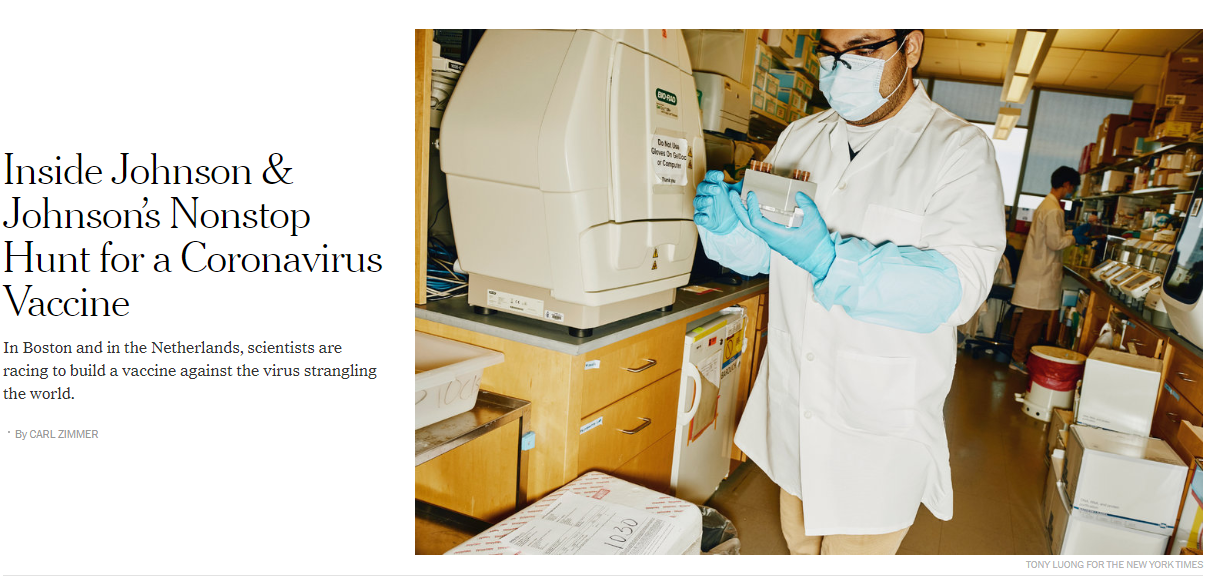 Inside Johnson &
Johnson’s Nonstop
Hunt for a Coronavirus
Vaccine
In Boston and in the Netherlands, scientists are
racing to build a vaccine against the virus strangling
the world.
By CARL ZIMMER
BIO-RAD
Do Not Use
Gloves On GelDoc
or Computer
Thank you
1030
TONY LUONG FOR THE NEW YORK TIMES